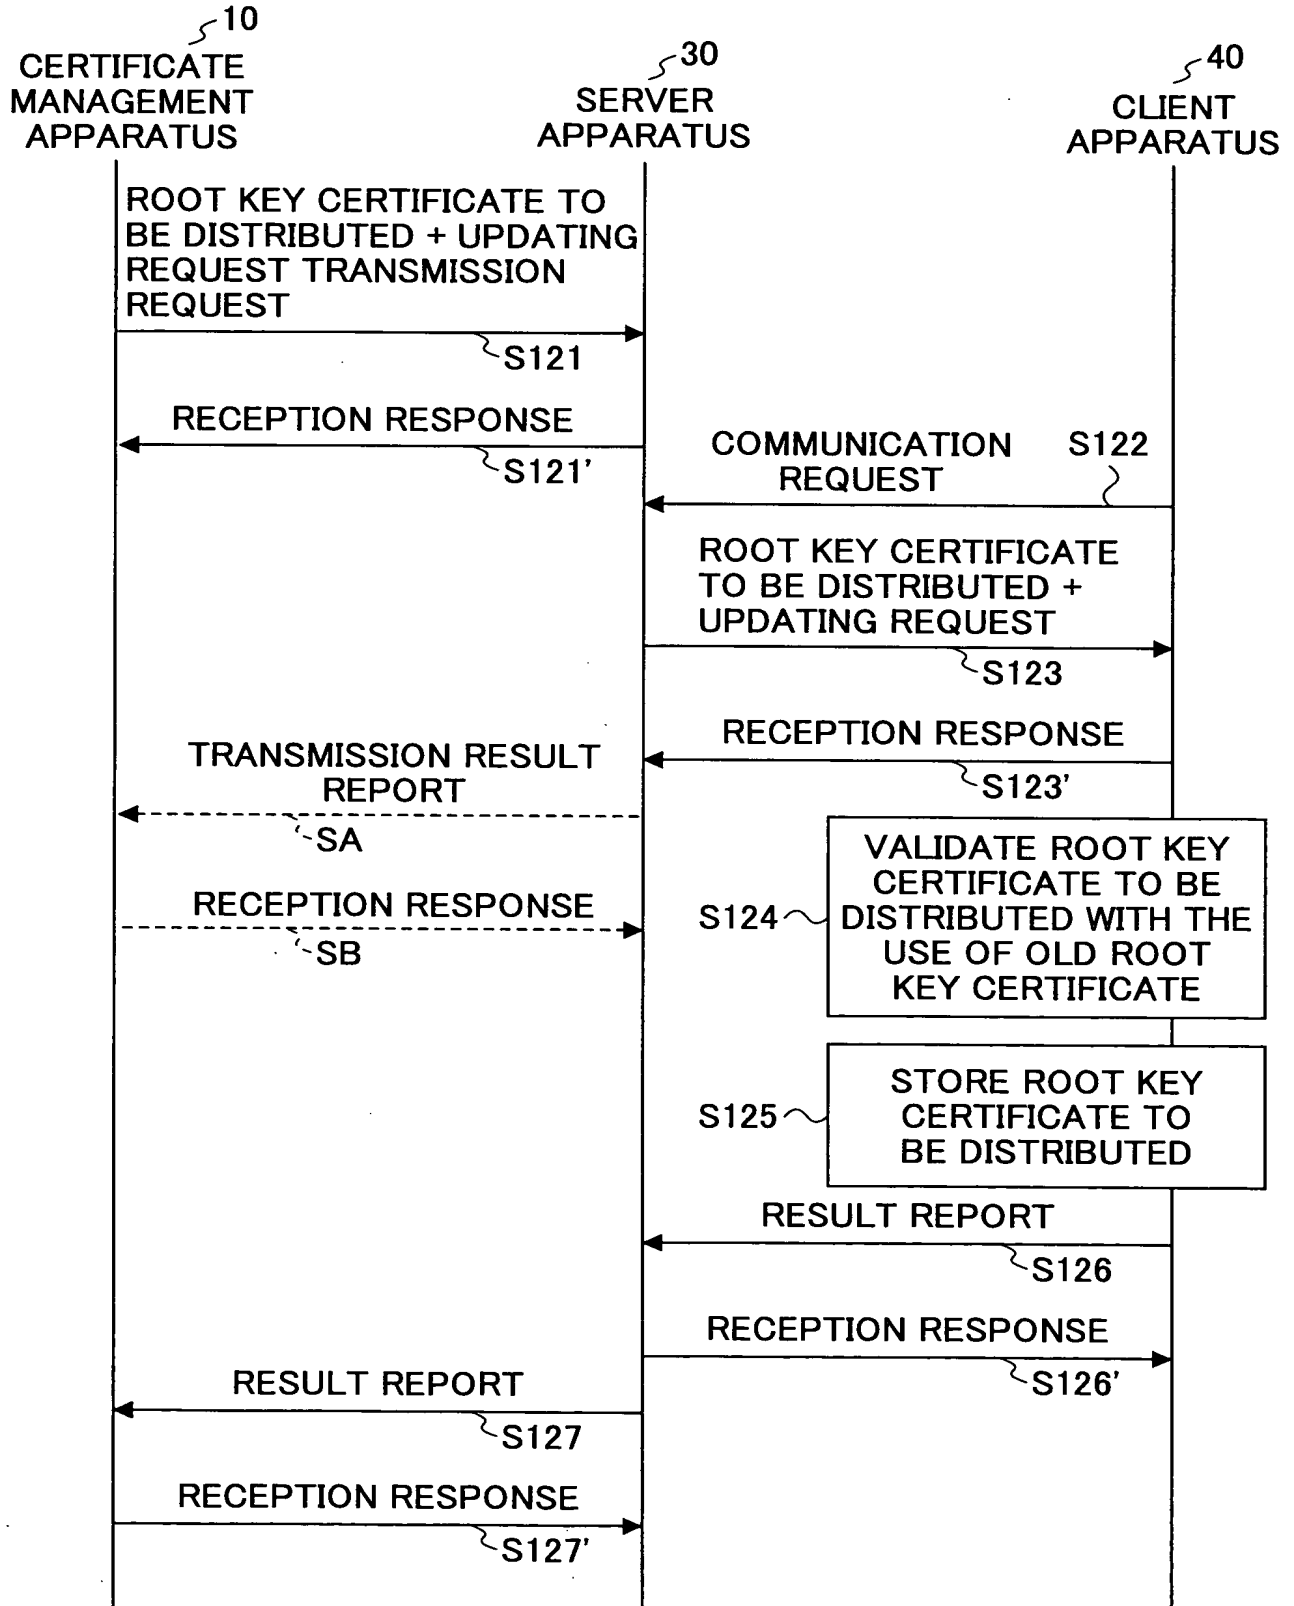 10
CERTIFICATE
MANAGEMENT
APPARATUS
30
SERVER
APPARATUS
40
CLIENT
APPARATUS
ROOT KEY CERTIFICATE TO
BE DISTRIBUTED + UPDATING
REQUEST TRANSMISSION
REQUEST
S121
RECEPTION RESPONSE
S121'
COMMUNICATION
REQUEST
S122
ROOT KEY CERTIFICATE
TO BE DISTRIBUTED +
UPDATING REQUEST
S123
RECEPTION RESPONSE
S123'
TRANSMISSION RESULT
REPORT
SA
RECEPTION RESPONSE
SB
S124
VALIDATE ROOT KEY
CERTIFICATE TO BE
DISTRIBUTED WITH THE
USE OF OLD ROOT
KEY CERTIFICATE
S125
STORE ROOT KEY
CERTIFICATE TO
BE DISTRIBUTED
RESULT REPORT
S126
RECEPTION RESPONSE
S126'
RESULT REPORT
S127
RECEPTION RESPONSE
S127'